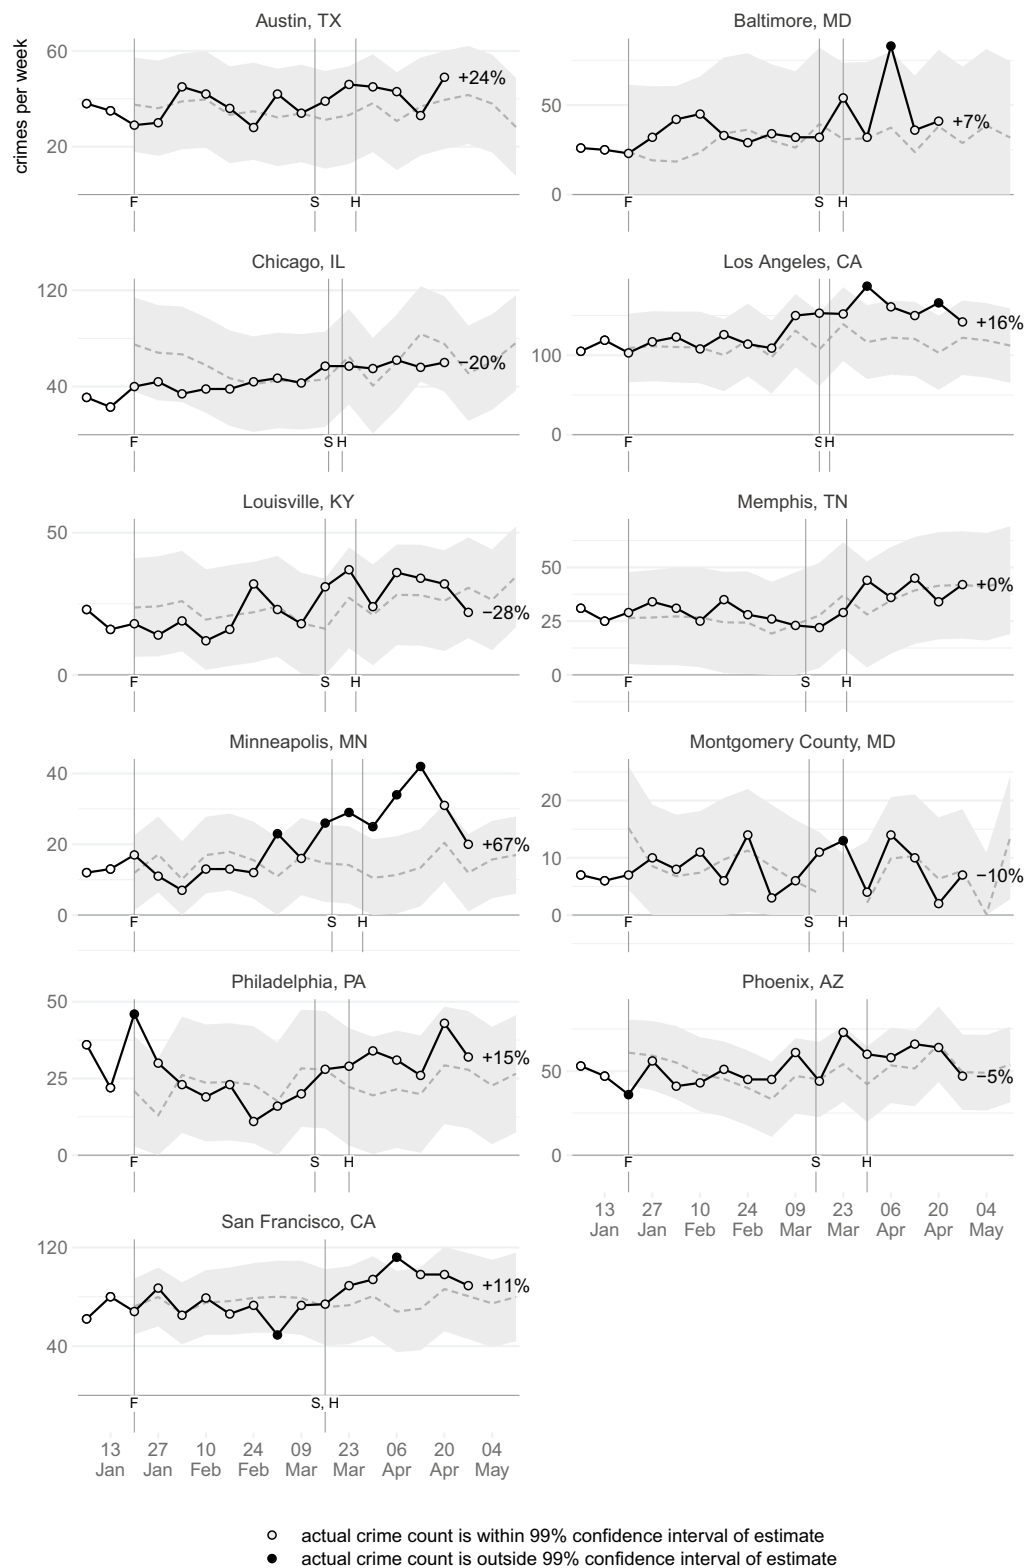 Austin, TX
crimes per week
60
20
+24%
F
S
H
Baltimore, MD
50
0
+7%
F
S
H
Chicago, IL
120
40
−20%
F
S
H
Los Angeles, CA
100
0
+16%
F
S
H
Louisville, KY
50
0
−28%
F
S
H
Memphis, TN
50
25
0
+0%
F
S
H
Minneapolis, MN
40
20
0
+67%
F
S
H
Montgomery County, MD
20
10
0
−10%
F
S
H
Philadelphia, PA
50
25
0
+15%
F
S
H
Phoenix, AZ
50
0
−5%
F
S
H
13 27 10 24 09 23 06 20 04
Jan Jan Feb Feb Mar Mar Apr Apr May
San Francisco, CA
120
40
+11%
F
S, H
13 27 10 24 09 23 06 20 04
Jan Jan Feb Feb Mar Mar Apr Apr May
actual crime count is within 99% confidence interval of estimate
actual crime count is outside 99% confidence interval of estimate